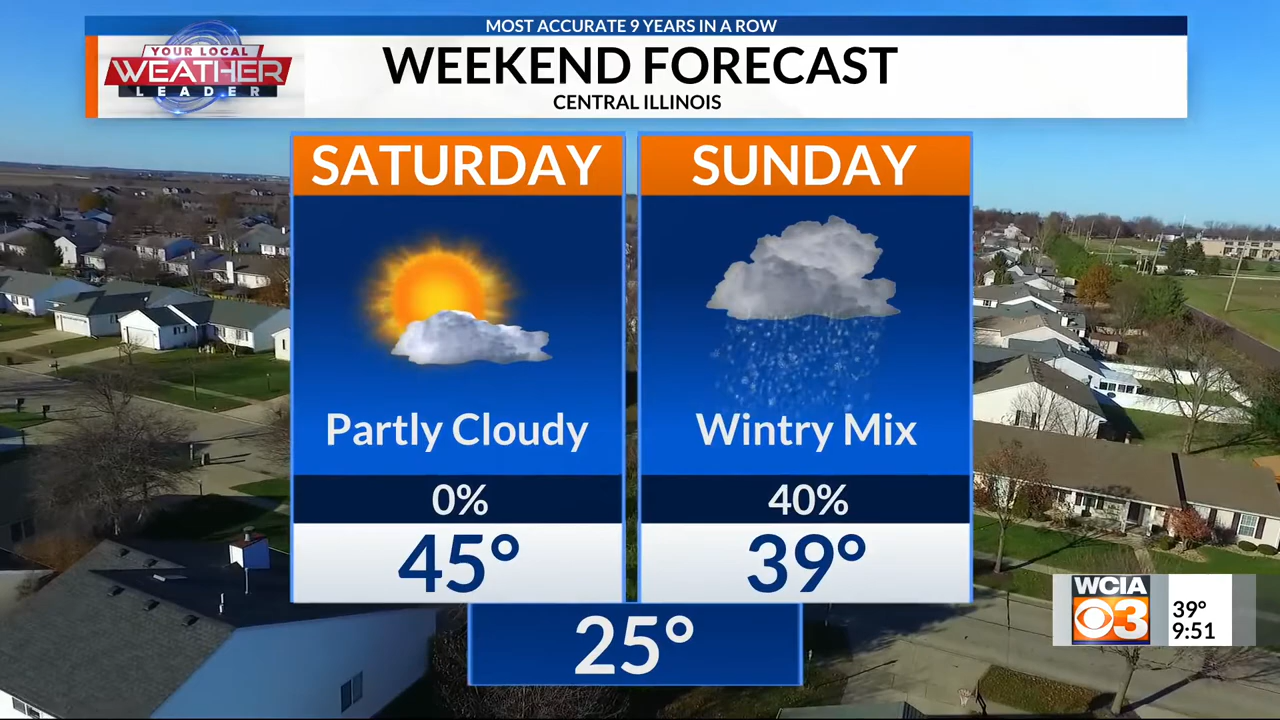 MOST ACCURATE 9 YEARS IN A ROW
YOUR LOCAL
WEATHER
LEADER
WEEKEND FORECAST
CENTRAL ILLINOIS
SATURDAY
Partly Cloudy
0%
45°
SUNDAY
Wintry Mix
40%
39°
25°
WCIA
3
39°
9:51